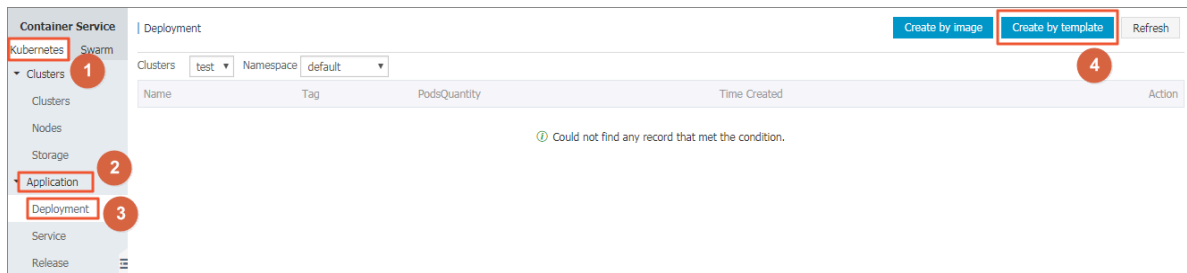 Container Service
Kubernetes Swarm
1
Clusters
Clusters
Nodes
Storage
2
Application
Deployment
3
Service
Release
Deployment
Create by image Create by template Refresh
4
Clusters test Namespace default
Name Tag PodsQuantity Time Created Action
Could not find any record that met the condition.